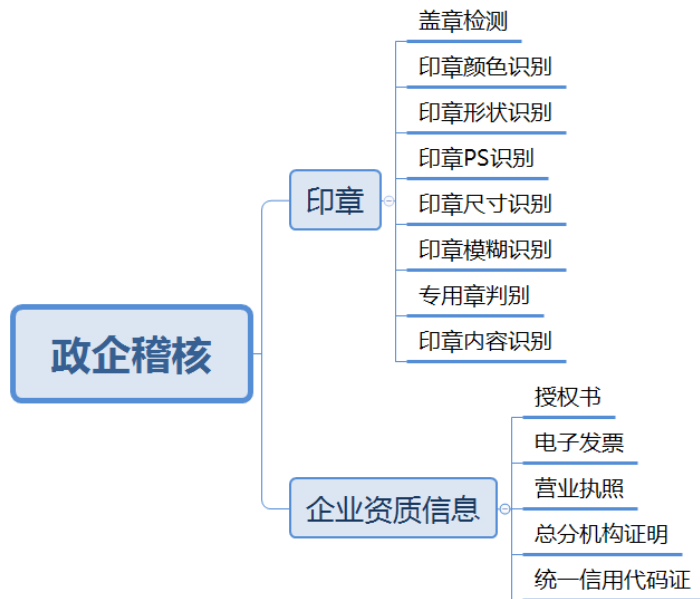 盖章检测
印章颜色识别
印章形状识别
印章PS识别
印章
印章尺寸识别
印章模糊识别
专用章判别
印章内容识别
政企稽核
授权书
电子发票
营业执照
企业资质信息
总分机构证明
统一信用代码证